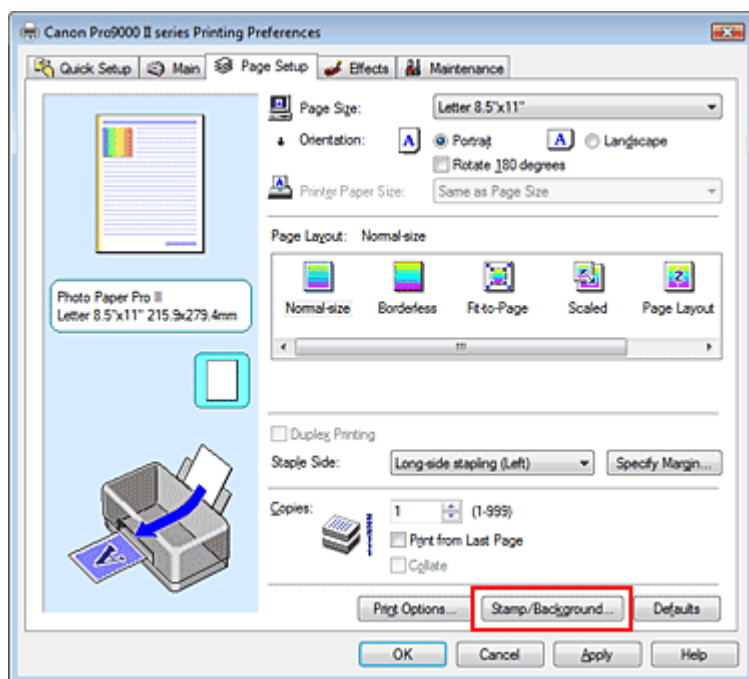 Canon Pro9000 II series Printing Preferences
Quick Setup Main Page Setup Effects Maintenance
Page Size: Letter 8.5"x11"
Orientation: A Portrait A Landscape
Rotate 180 degrees
Printer Paper Size: Same as Page Size
Page Layout: Normal-size
Normal-size Borderless Fit-to-Page Scaled Page Layout
Photo Paper Pro II
Letter 8.5"x11" 215.9x279.4mm
Duplex Printing
Staple Side: Long-side stapling (Left) Specify Margin...
Copies: 1 (1-999)
Print from Last Page
Collate
Print Options... Stamp/Background... Defaults
OK Cancel Apply Help